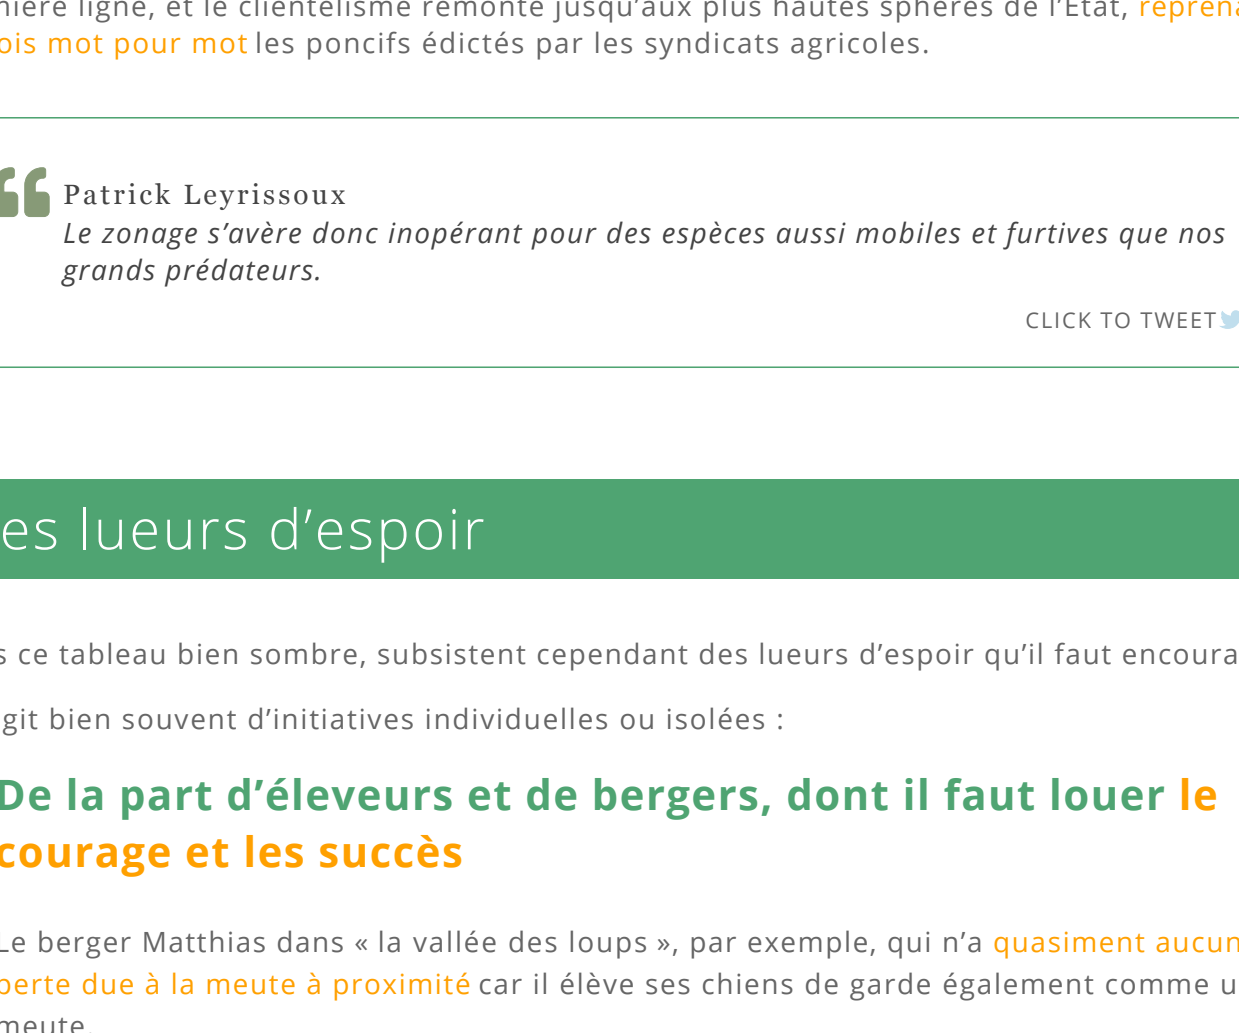 ligne, et le clientélisme remonte jusqu'aux plus hautes sphères de l'État,
mot pour mot les poncifs édictés par les syndicats agricoles.
Patrick Leyrissoux
Le zonage s'avère donc inopérant pour des espèces aussi mobiles et furtives que nos
grands prédateurs.
CLICK TO TWEET
es lueurs d'espoir
s ce tableau bien sombre, subsistent cependant des lueurs d'espoir qu'il faut
git bien souvent d'initiatives individuelles ou isolées :
De la part d'éleveurs et de bergers, dont il faut louer le
courage et les succès
Le berger Matthias dans « la vallée des loups », par exemple, qui n'a quasiment aucun
perte due à la meute à proximité car il élève ses chiens de garde également comme u
meute.